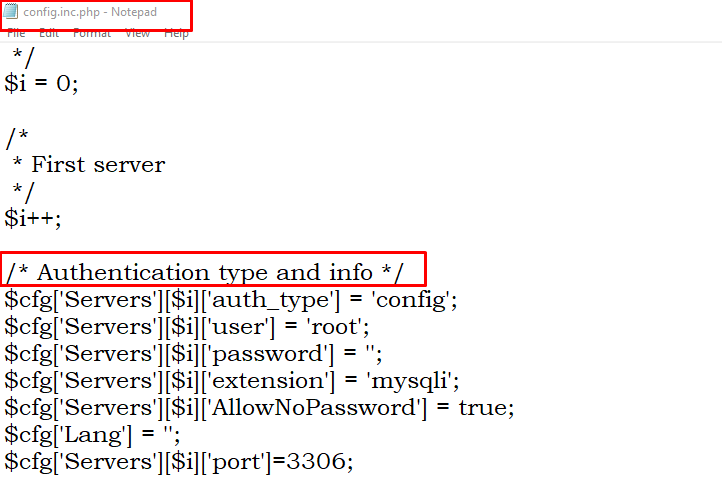 config.inc.php - Notepad
File Edit Format View Help
*/
$i = 0;
/*
* First server
*/
$i++;
/* Authentication type and info */
$cfg['Servers'][$i]['auth_type'] = 'config';
$cfg['Servers'][$i]['user'] = 'root';
$cfg['Servers'][$i]['password'] = '';
$cfg['Servers'][$i]['extension'] = 'mysqli';
$cfg['Servers'][$i]['AllowNoPassword'] = true;
$cfg['Lang'] = '';
$cfg['Servers'][$i]['port']=3306;